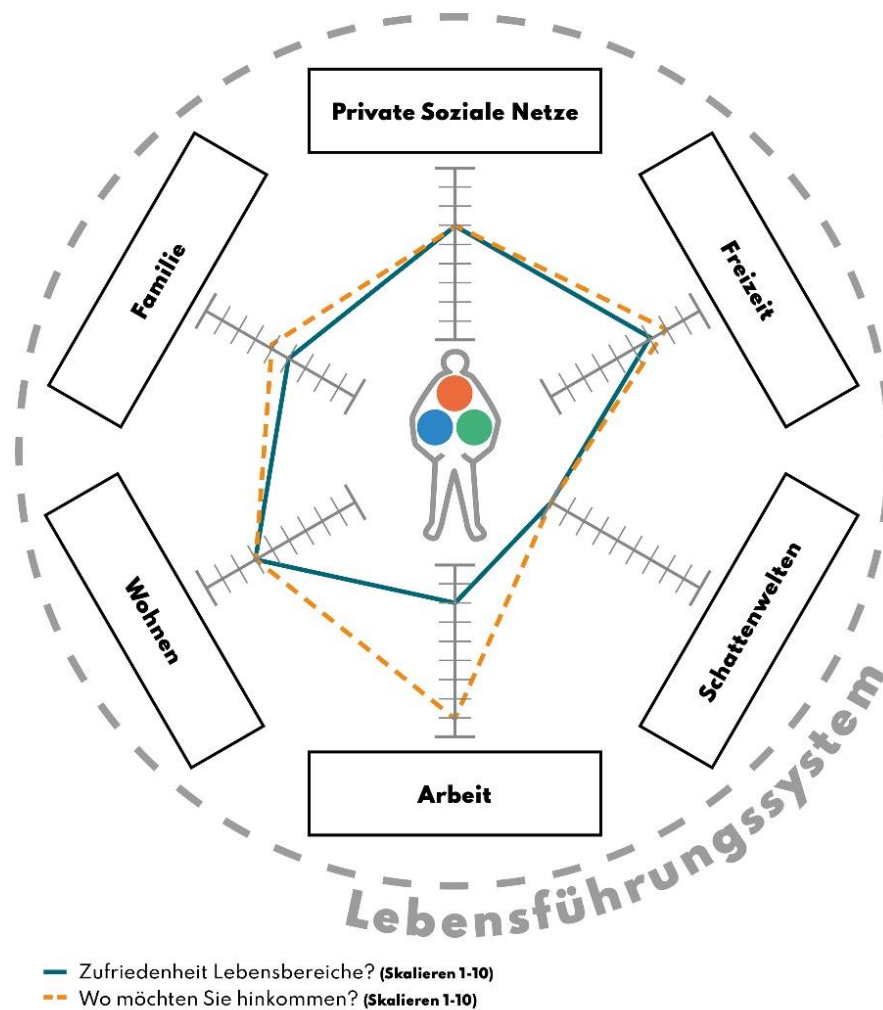 Private Soziale Netze
Familie
Freizeit
Wohnen
Schattenwelten
Arbeit
Lebensführungssystem
Zufriedenheit Lebensbereiche? (Skalieren 1-10)
Wo möchten Sie hinkommen? (Skalieren 1-10)